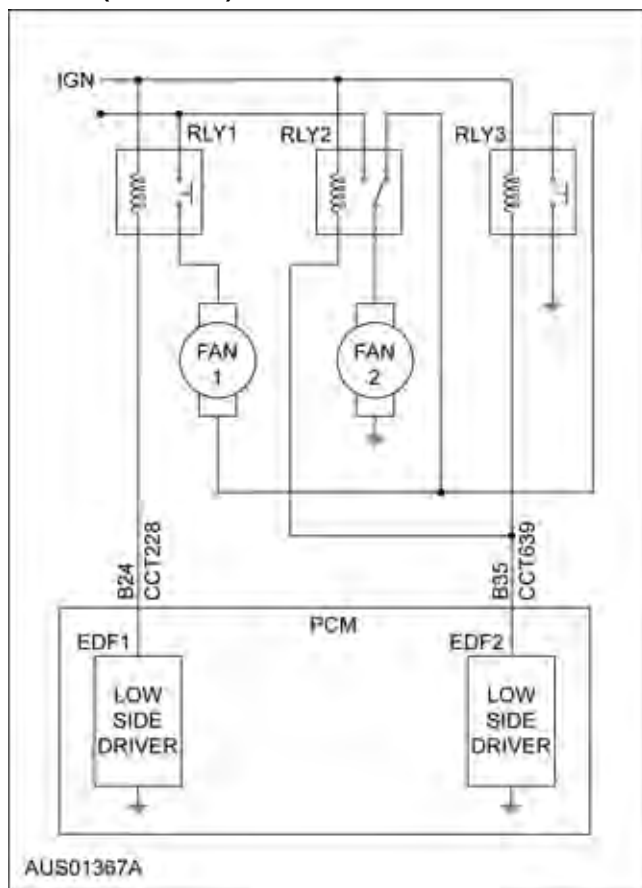 IGN
RLY1
RLY2
RLY3
FAN
1
FAN
2
B24
CCT228
B35
CCT639
PCM
EDF1
EDF2
LOW
SIDE
DRIVER
LOW
SIDE
DRIVER
AUS01367A